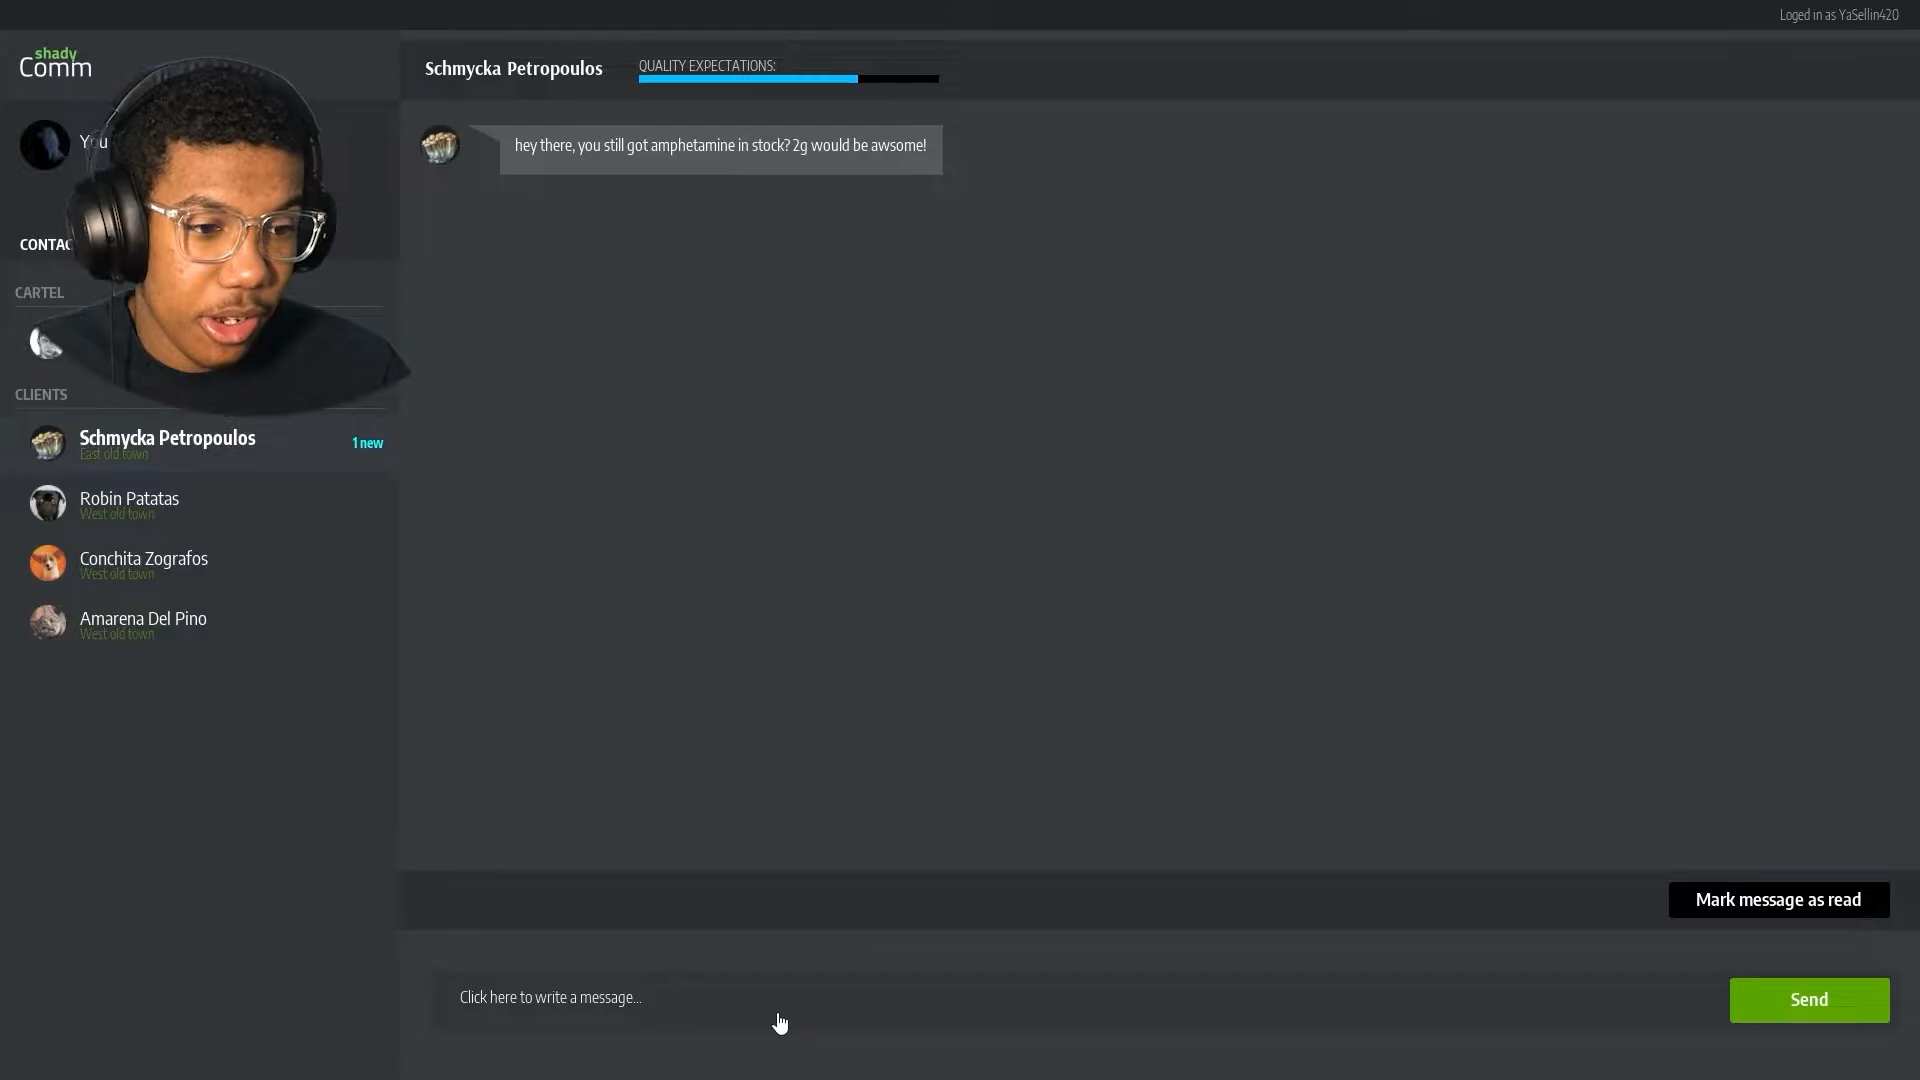 Loged in as YaSellin420
shady
Comm
Schmycka Petropoulos
QUALITY EXPECTATIONS:
You
hey there, you still got amphetamine in stock? 2g would be awsome!
CONTAC
CARTEL
CLIENTS
Schmycka Petropoulos
1 new
East old town
Robin Patatas
West old town
Conchita Zografos
West old town
Amarena Del Pino
West old town
Mark message as read
Click here to write a message...
Send